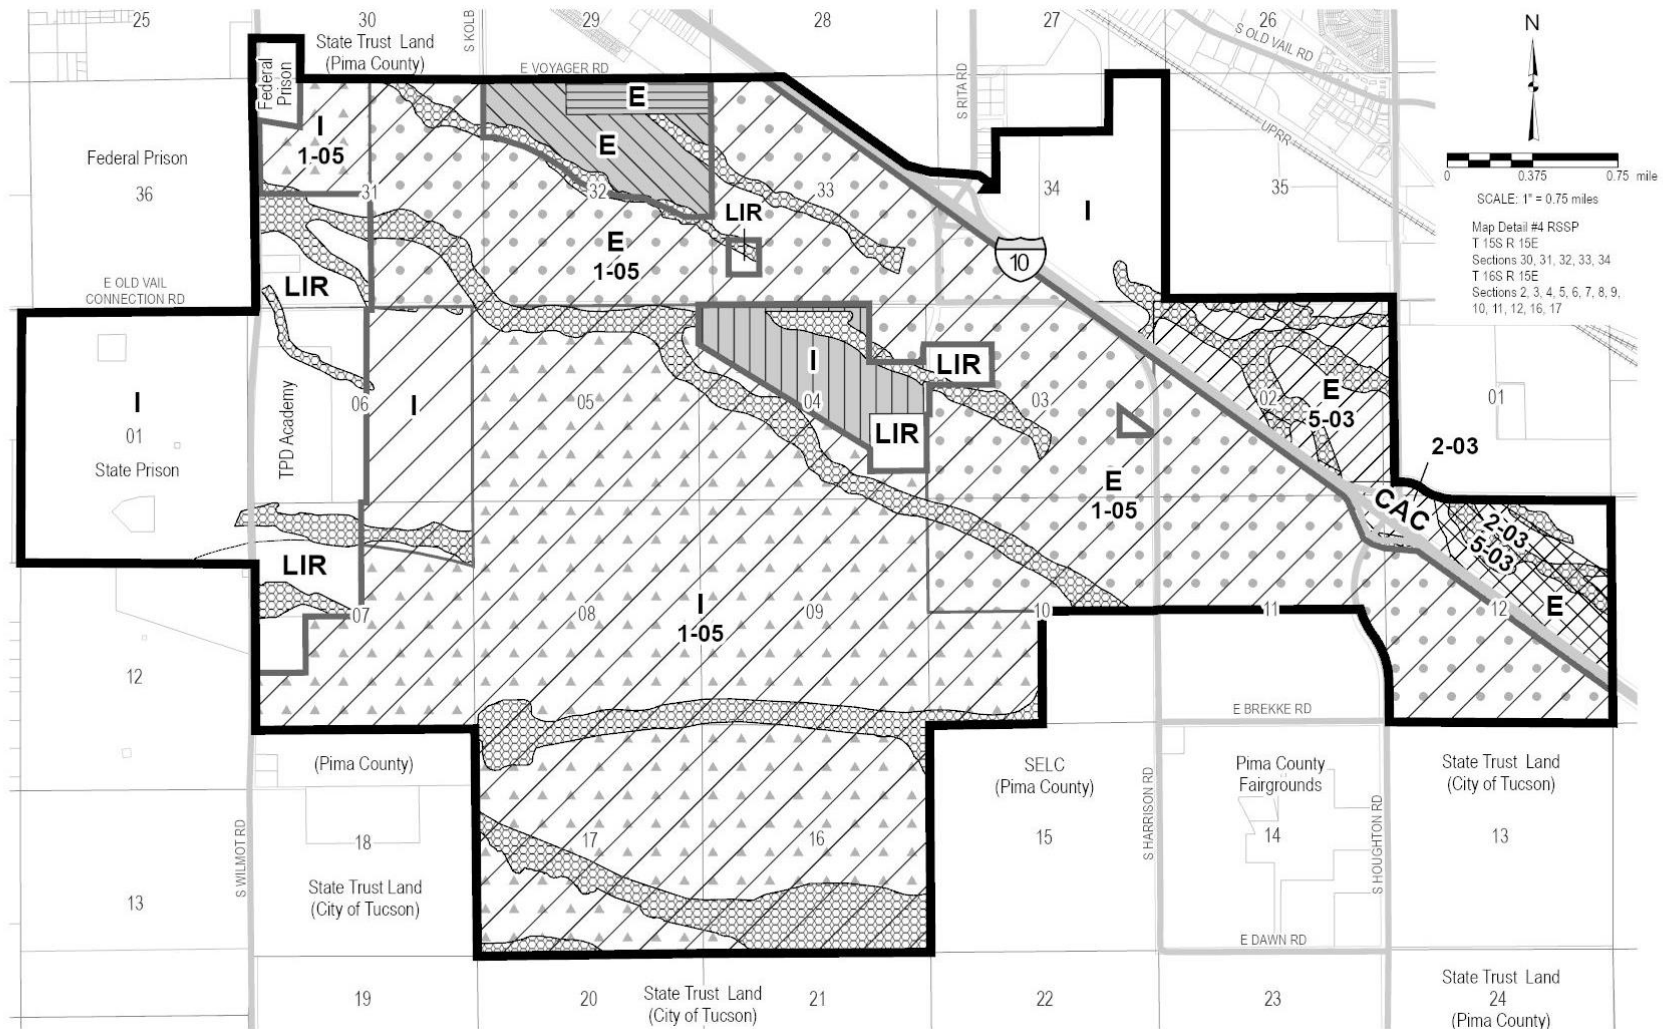 25
30
State Trust Land
(Pima County)
S KOLB
29
28
27
26
S OLD VAIL RD
N
E VOYAGER RD
Federal
Prison
E
S RITA RD
UPRR
0
0.375
0.75 mile
SCALE: 1" = 0.75 miles
Map Detail #4 RSSP
T 15S R 15E
Sections 30, 31, 32, 33, 34
T 16S R 15E
Sections 2, 3, 4, 5, 6, 7, 8, 9,
10, 11, 12, 16, 17
I
1-05
E
Federal Prison
36
31
32
33
34
35
LIR
I
E
1-05
10
E OLD VAIL
CONNECTION RD
LIR
I
LIR
I
01
State Prison
TPD Academy
06
I
05
04
03
02
E
5-03
01
LIR
2-03
E
1-05
CAC
2-03
5-03
LIR
07
08
I
1-05
09
10
11
12
E
12
E BREKKE RD
(Pima County)
SELC
(Pima County)
Pima County
Fairgrounds
State Trust Land
(City of Tucson)
S WILMOT RD
18
17
16
15
S HARRISON RD
14
S HOUGHTON RD
13
State Trust Land
(City of Tucson)
13
E DAWN RD
19
20
State Trust Land
(City of Tucson)
21
22
23
State Trust Land
24
(Pima County)